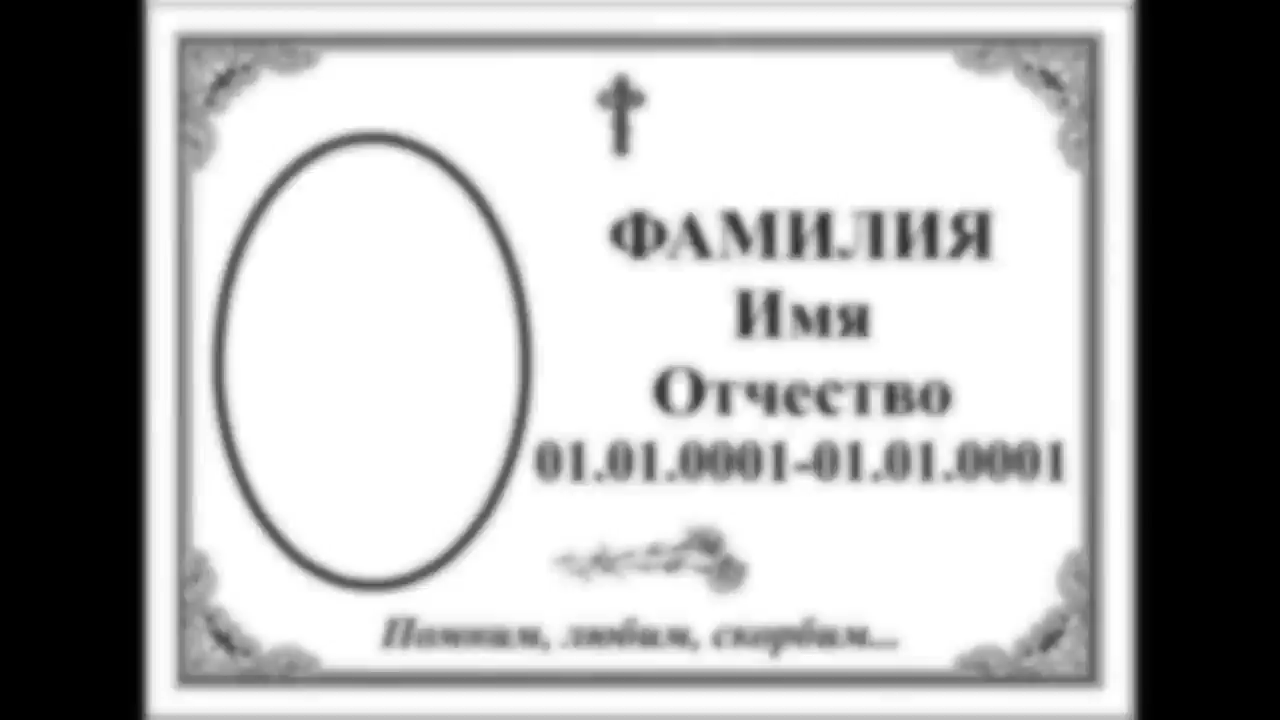 ФАМИЛИЯ
Имя
Отчество
01.01.0001-01.01.0001
Помним, любим, скорбим...